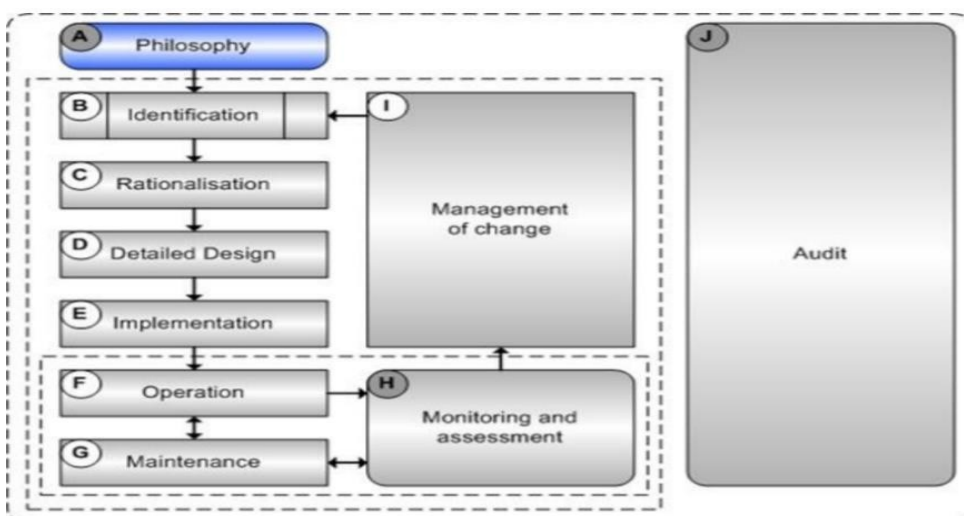 A
Philosophy
B
Identification
C
Rationalisation
D
Detailed Design
E
Implementation
F
Operation
G
Maintenance
I
Management
of change
H
Monitoring and
assessment
J
Audit